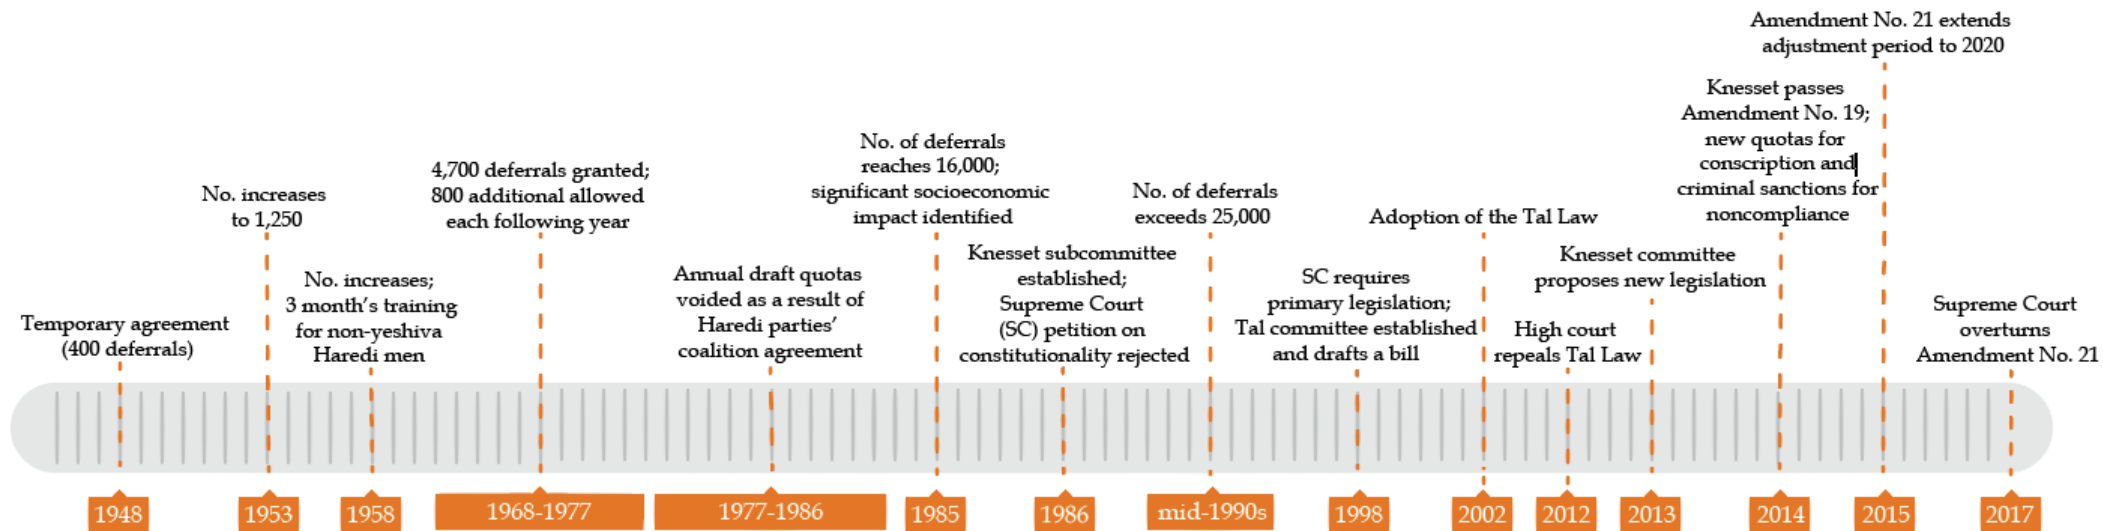 Temporary agreement
(400 deferrals)
1948
No. increases
to 1,250
1953
No. increases;
3 month's training
for non-yeshiva
Haredi men
1958
4,700 deferrals granted;
800 additional allowed
each following year
1968-1977
Annual draft quotas
voided as a result of
Haredi parties'
coalition agreement
1977-1986
No. of deferrals
reaches 16,000;
significant socioeconomic
impact identified
1985
Knesset subcommittee
established;
Supreme Court
(SC) petition on
constitutionality rejected
1986
No. of deferrals
exceeds 25,000
mid-1990s
SC requires
primary legislation;
Tal committee established
and drafts a bill
1998
Adoption of the Tal Law
2002
High court
repeals Tal Law
2012
Knesset committee
proposes new legislation
2013
Knesset passes
Amendment No. 19;
new quotas for
conscription and
criminal sanctions for
noncompliance
2014
Amendment No. 21 extends
adjustment period to 2020
2015
Supreme Court
overturns
Amendment No. 21
2017